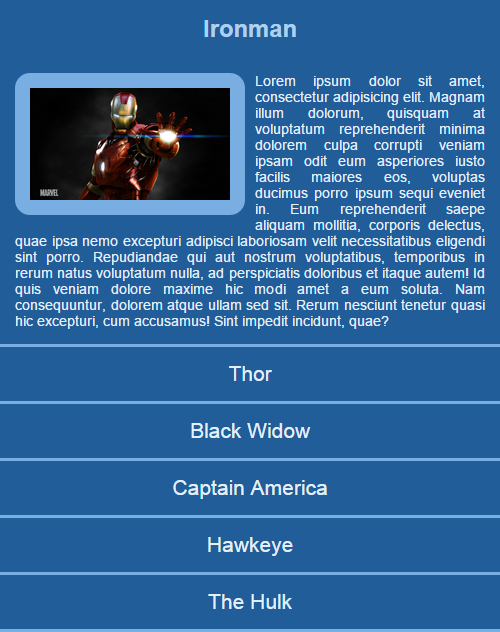 Ironman
MARVEL
Lorem ipsum dolor sit amet,
consectetur adipisicing elit. Magnam
illum dolorum, quisquam at
voluptatum reprehenderit minima
dolorem culpa corrupti veniam
ipsam odit eum asperiores iusto
facilis maiores eos, voluptas
ducimus porro ipsum sequi eveniet
in. Eum reprehenderit saepe
aliquam mollitia, corporis delectus,
quae ipsa nemo excepturi adipisci laboriosam velit necessitatibus eligendi
sint porro. Repudiandae qui aut nostrum voluptatibus, temporibus in
rerum natus voluptatum nulla, ad perspiciatis doloribus et itaque autem! Id
quis veniam dolore maxime hic modi amet a eum soluta. Nam
consequuntur, dolorem atque ullam sed sit. Rerum nesciunt tenetur quasi
hic excepturi, cum accusamus! Sint impedit incidunt, quae?
Thor
Black Widow
Captain America
Hawkeye
The Hulk